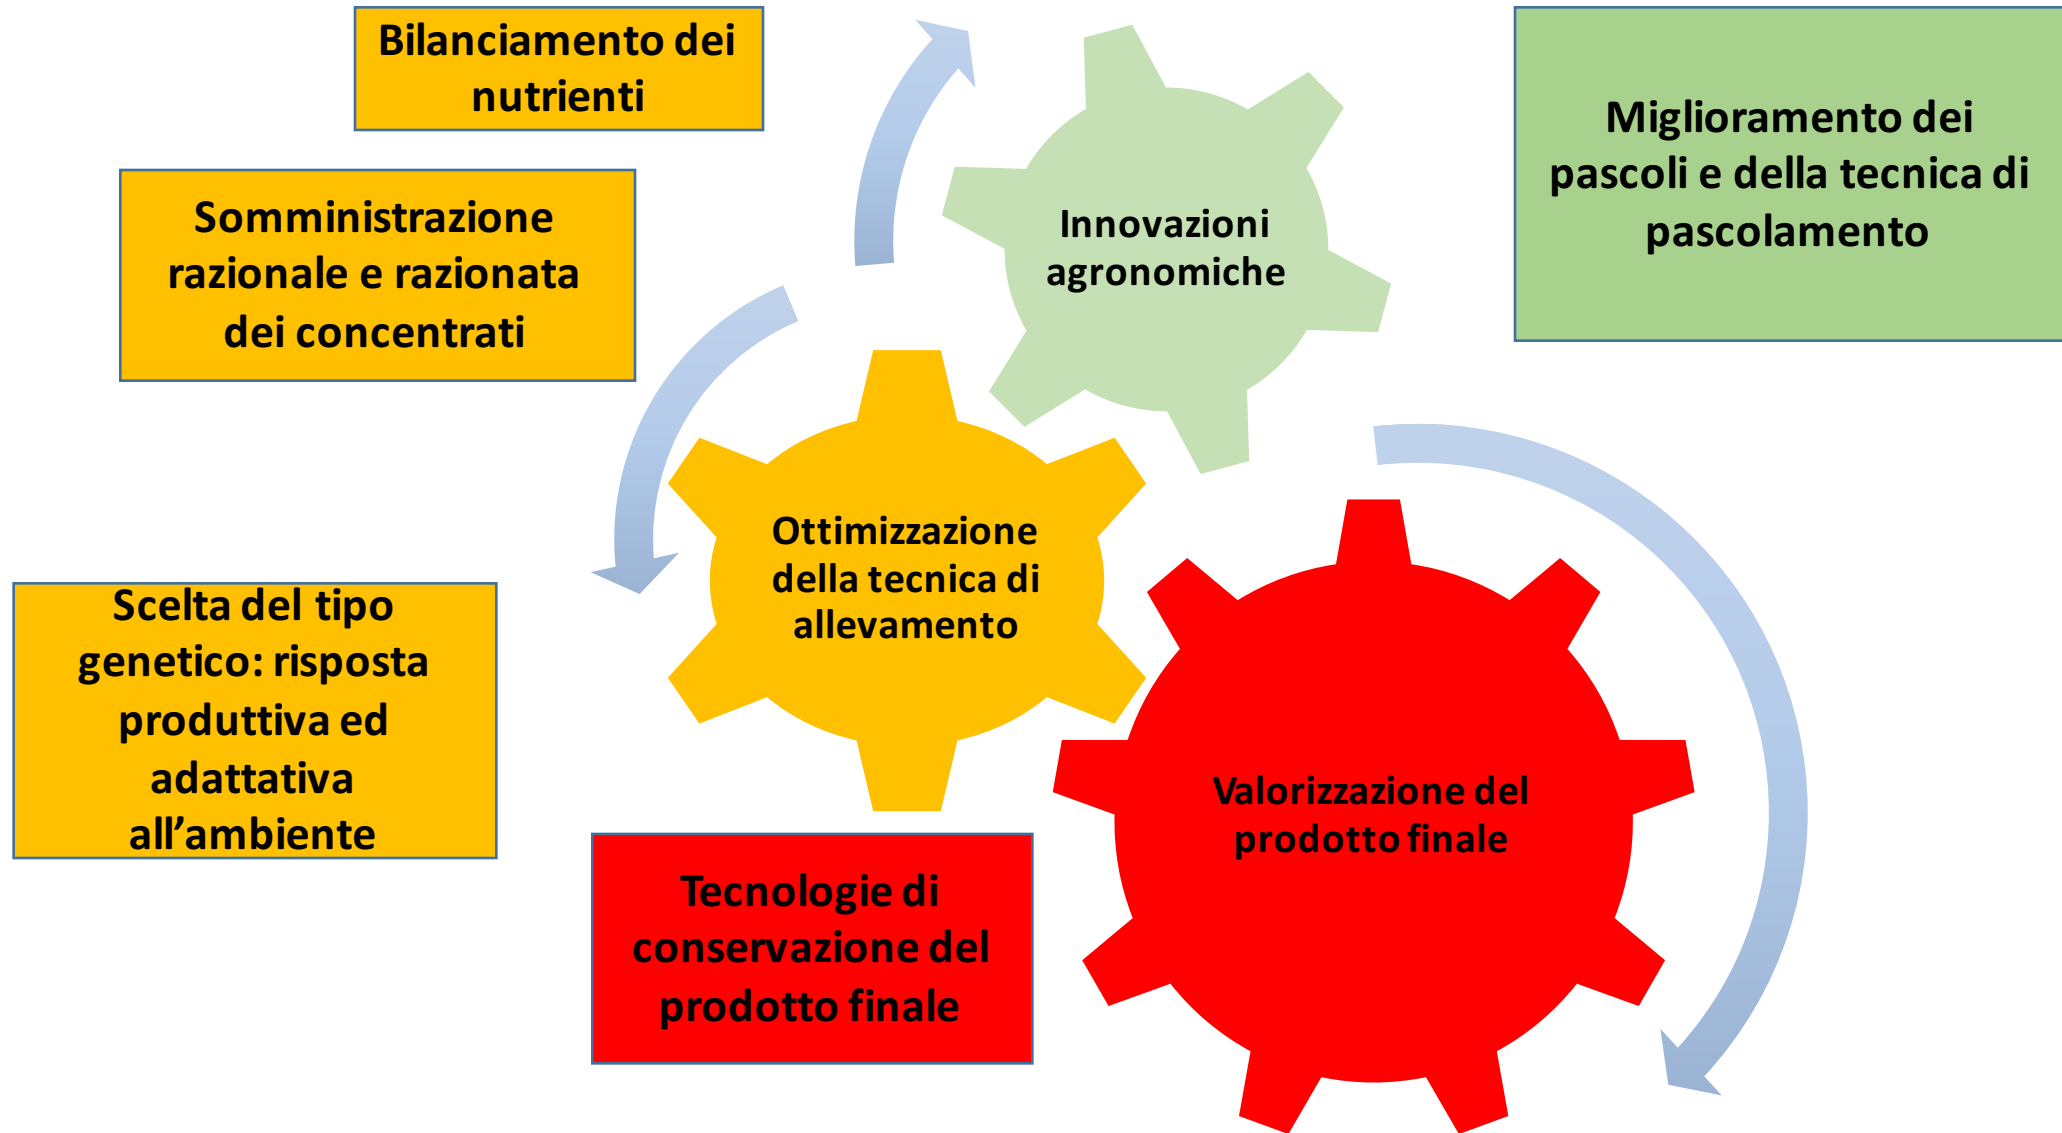 Bilanciamento dei
nutrienti
Miglioramento dei
pascoli e della tecnica di
pascolamento
Somministrazione
razionale e razionata
dei concentrati
Innovazioni
agronomiche
Ottimizzazione
della tecnica di
allevamento
Scelta del tipo
genetico: risposta
produttiva ed
adattativa
all’ambiente
Valorizzazione del
prodotto finale
Tecnologie di
conservazione del
prodotto finale